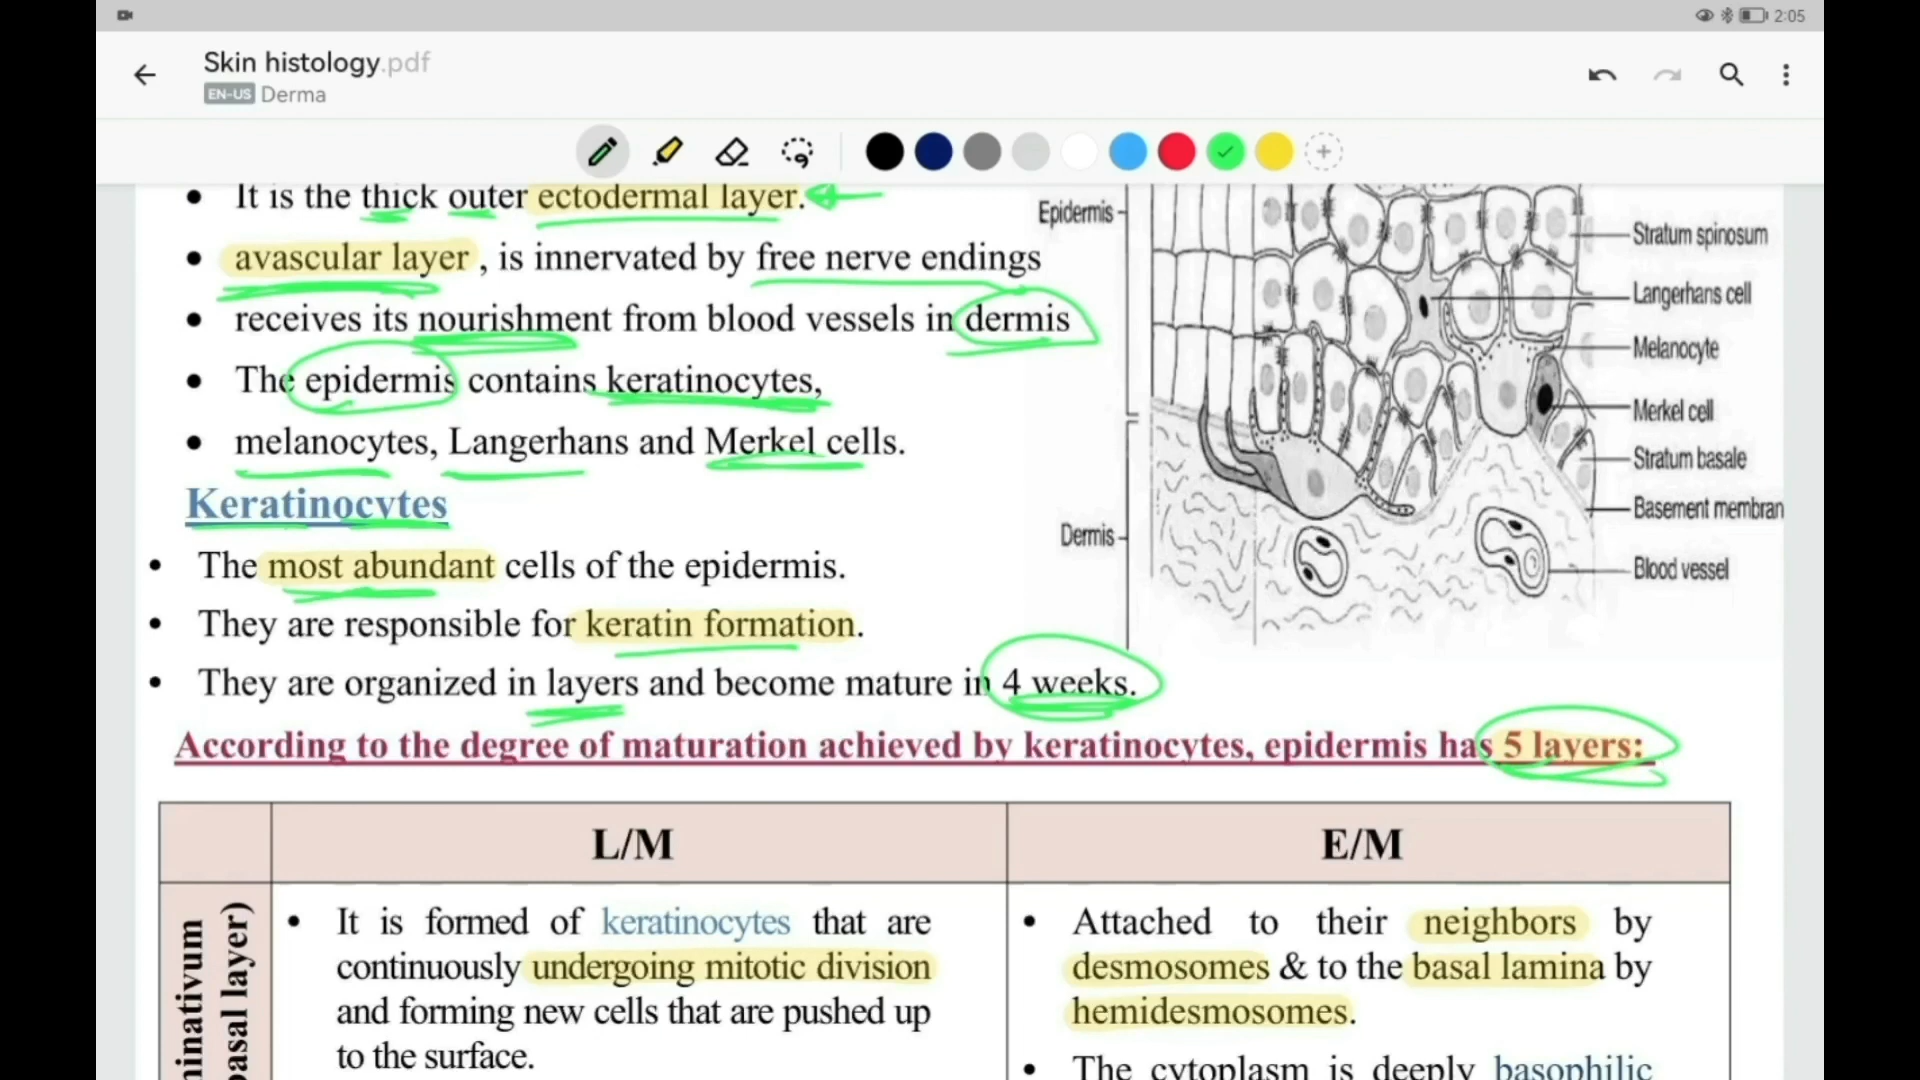 2:05
Skin histology.pdf
EN-US Derma
• It is the thick outer ectodermal layer.
• avascular layer , is innervated by free nerve endings
• receives its nourishment from blood vessels in dermis
• The epidermis contains keratinocytes,
• melanocytes, Langerhans and Merkel cells.
Keratinocytes
• The most abundant cells of the epidermis.
• They are responsible for keratin formation.
• They are organized in layers and become mature in 4 weeks.
Epidermis
Stratum spinosum
Langerhans cell
Melanocyte
Merkel cell
Stratum basale
Basement membran
Dermis
Blood vessel
According to the degree of maturation achieved by keratinocytes, epidermis has 5 layers:
L/M
E/M
minativum
basal layer)
• It is formed of keratinocytes that are
continuously undergoing mitotic division
and forming new cells that are pushed up
to the surface.
• Attached to their neighbors by
desmosomes & to the basal lamina by
hemidesmosomes.
• The cytoplasm is deeply basophilic